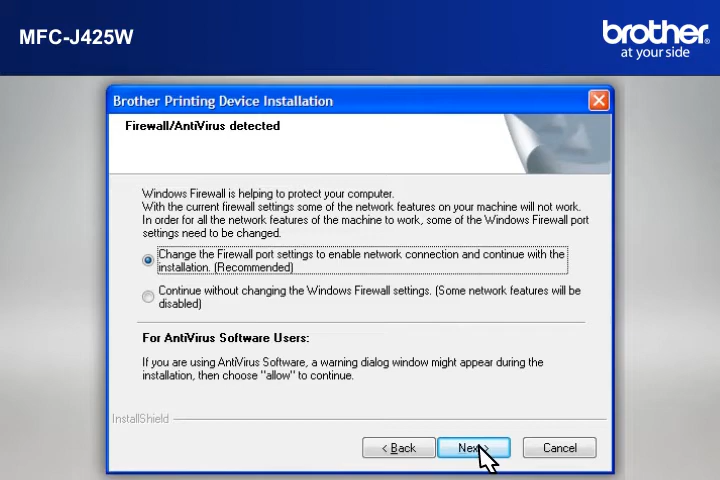 MFC-J425W
brother®
at your side
Brother Printing Device Installation
Firewall/AntiVirus detected
Windows Firewall is helping to protect your computer.
With the current firewall settings some of the network features on your machine will not work.
In order for all the network features of the machine to work, some of the Windows Firewall port
settings need to be changed.
Change the Firewall port settings to enable network connection and continue with the
installation. (Recommended)
Continue without changing the Windows Firewall settings. (Some network features will be
disabled)
For AntiVirus Software Users:
If you are using AntiVirus Software, a warning dialog window might appear during the
installation, then choose "allow" to continue.
InstallShield
< Back Next > Cancel